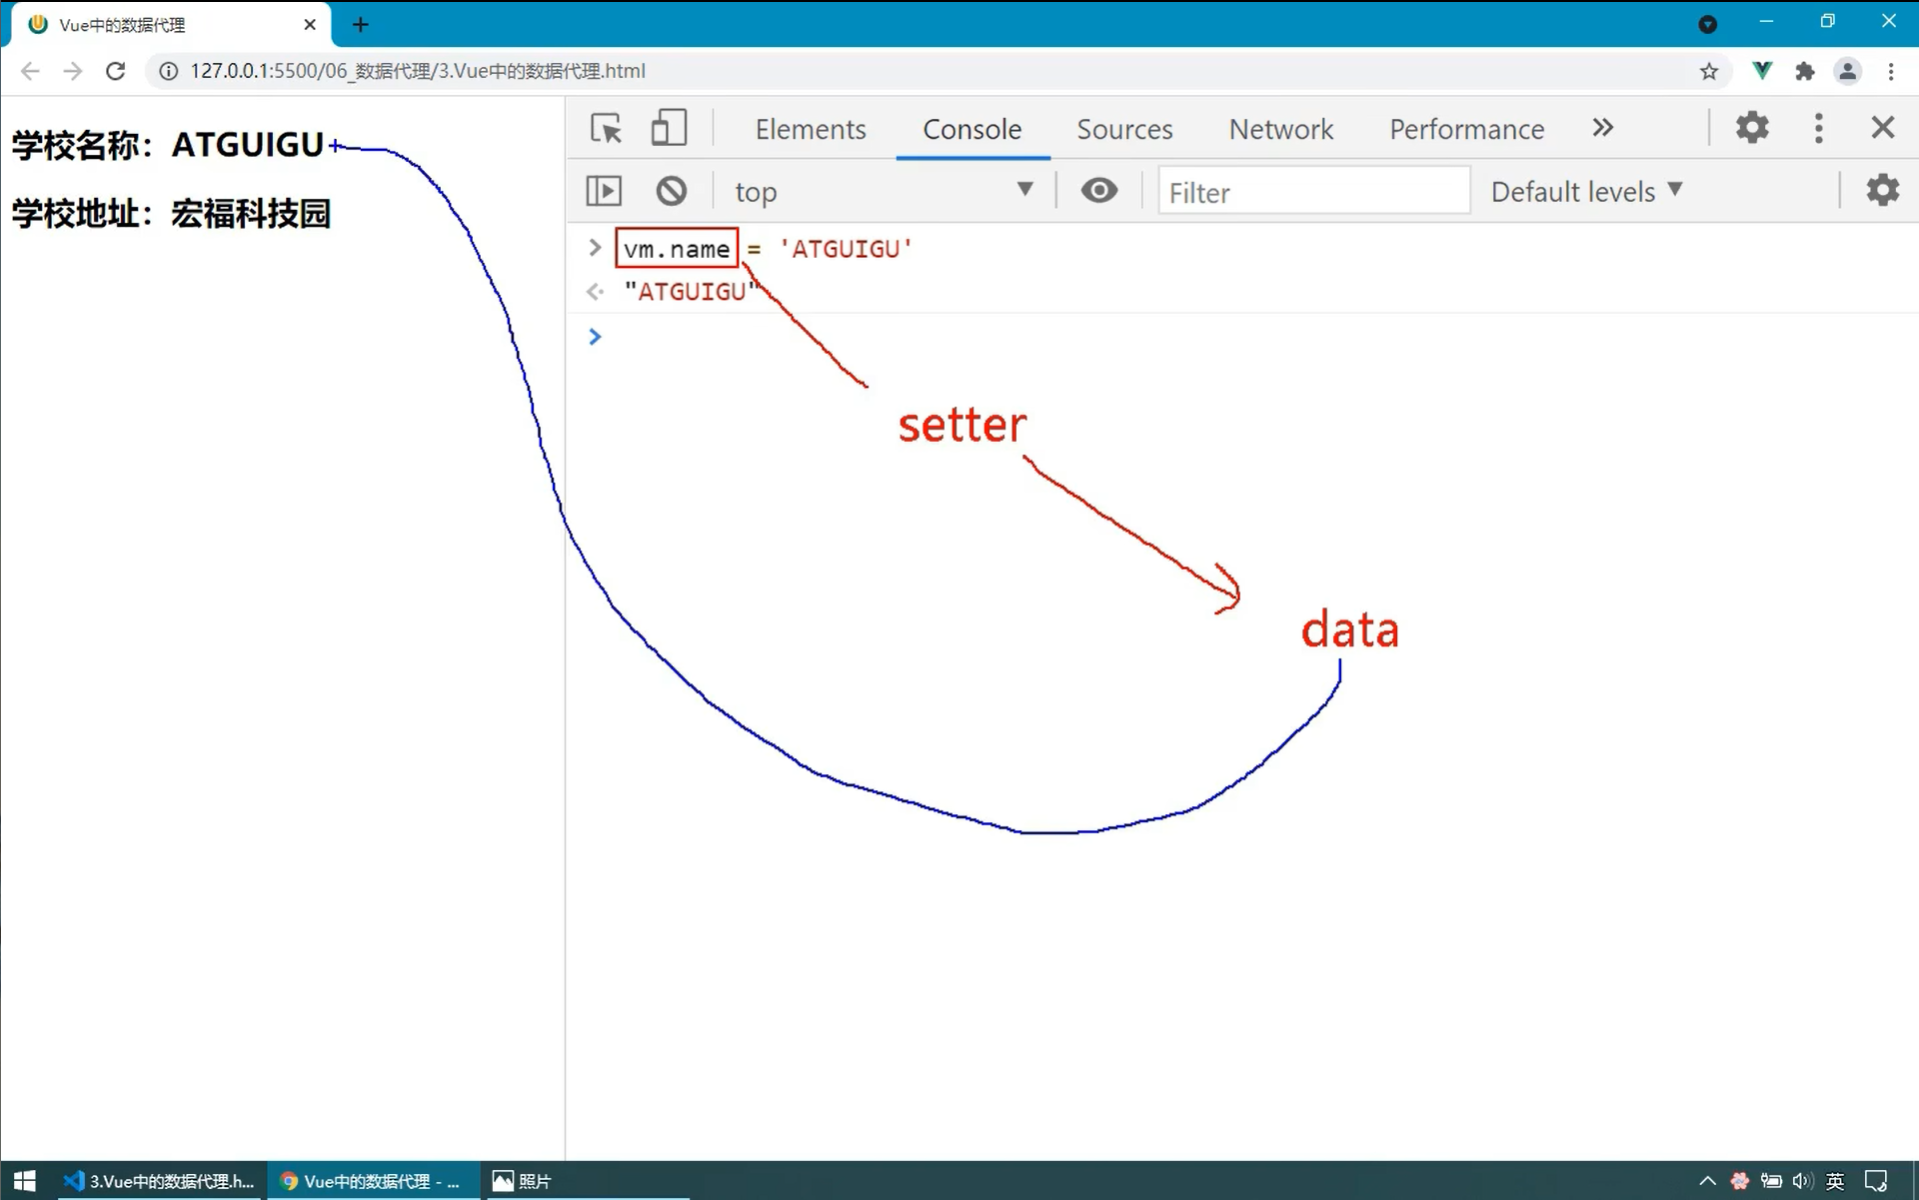 Vue中的数据代理
127.0.0.1:5500/06_数据代理/3.Vue中的数据代理.html
学校名称：ATGUIGU
学校地址：宏福科技园
Elements Console Sources Network Performance
top Filter Default levels
vm.name = 'ATGUIGU'
"ATGUIGU"
setter
data
3.Vue中的数据代理.h... Vue中的数据代理 - ... 照片 英